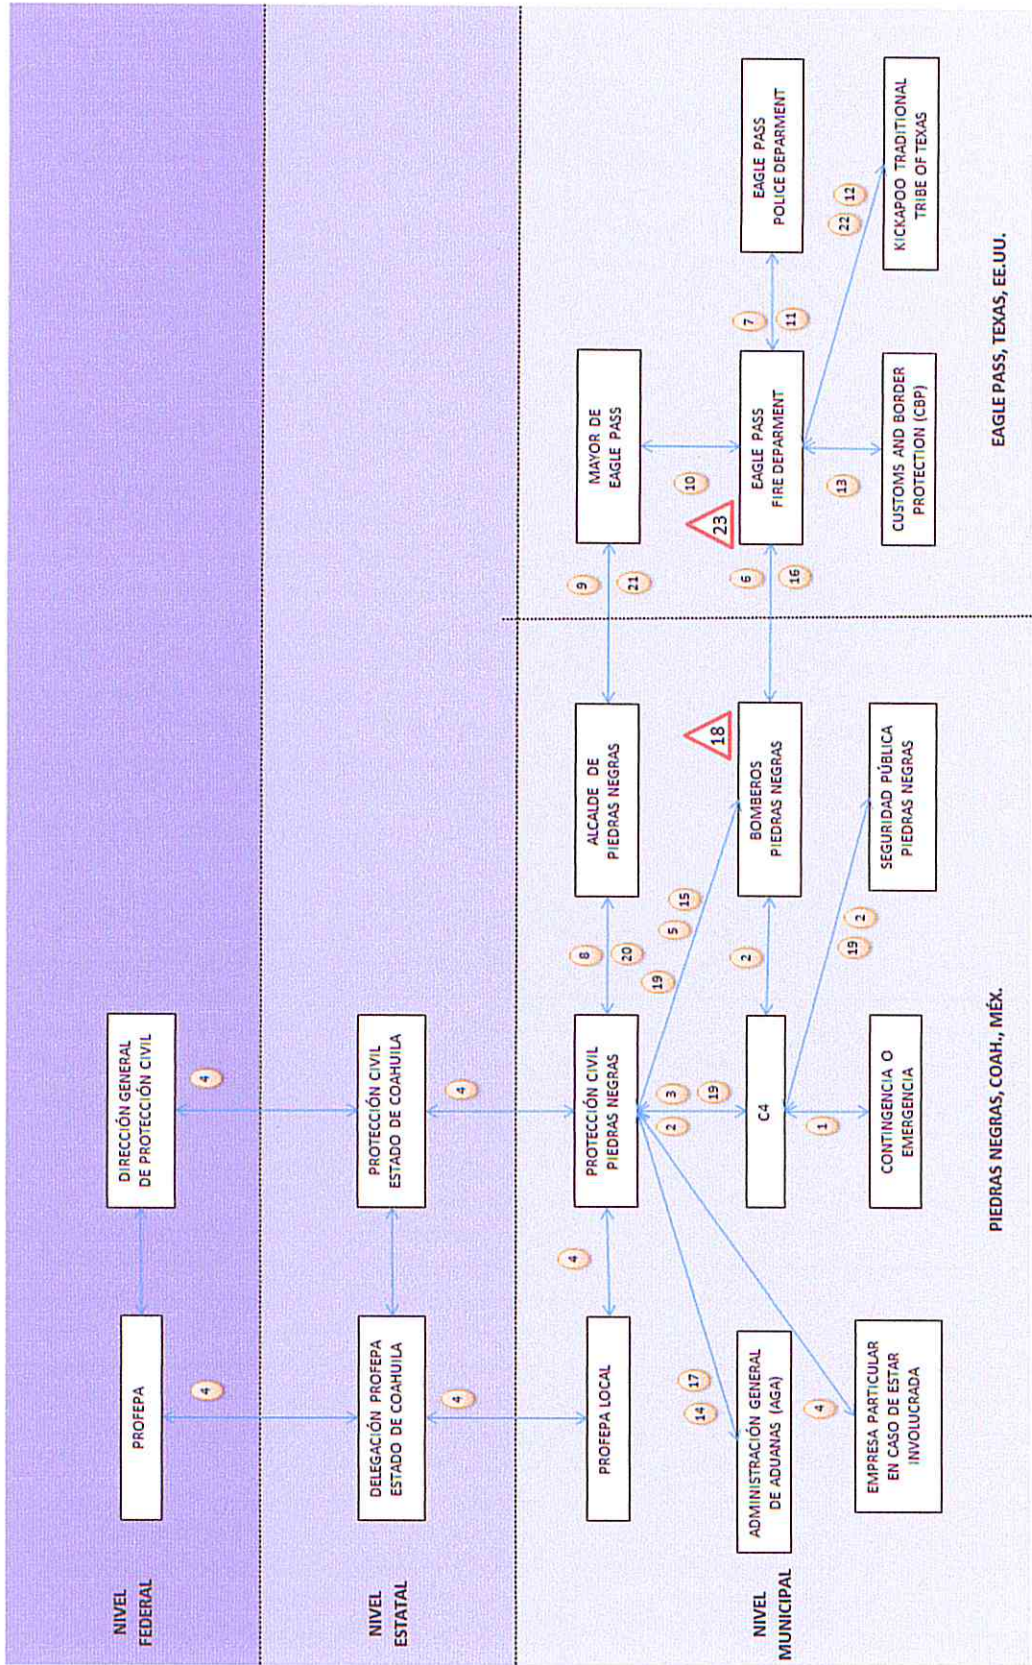 NIVEL
FEDERAL
PROFEPA
4
DIRECCIÓN GENERAL
DE PROTECCIÓN CIVIL
4
NIVEL
ESTATAL
DELEGACIÓN PROFEPA
ESTADO DE COAHUILA
4
PROTECCIÓN CIVIL
ESTADO DE COAHUILA
4
NIVEL
MUNICIPAL
PROFEPA LOCAL
4
PROTECCIÓN CIVIL
PIEDRAS NEGRAS
8
20
ALCALDE DE
PIEDRAS NEGRAS
9
21
MAYOR DE
EAGLE PASS
14
17
2
3
19
19
5
15
10
ADMINISTRACIÓN GENERAL
DE ADUANAS (AGA)
C4
2
BOMBEROS
PIEDRAS NEGRAS
18
6
16
EAGLE PASS
FIRE DEPARMENT
23
7
11
EAGLE PASS
POLICE DEPARMENT
4
1
19
2
13
22
12
EMPRESA PARTICULAR
EN CASO DE ESTAR
INVOLUCRADA
CONTINGENCIA O
EMERGENCIA
SEGURIDAD PÚBLICA
PIEDRAS NEGRAS
CUSTOMS AND BORDER
PROTECTION (CBP)
KICKAPOO TRADITIONAL
TRIBE OF TEXAS
PIEDRAS NEGRAS, COAH., MÉX.
EAGLE PASS, TEXAS, EE.UU.